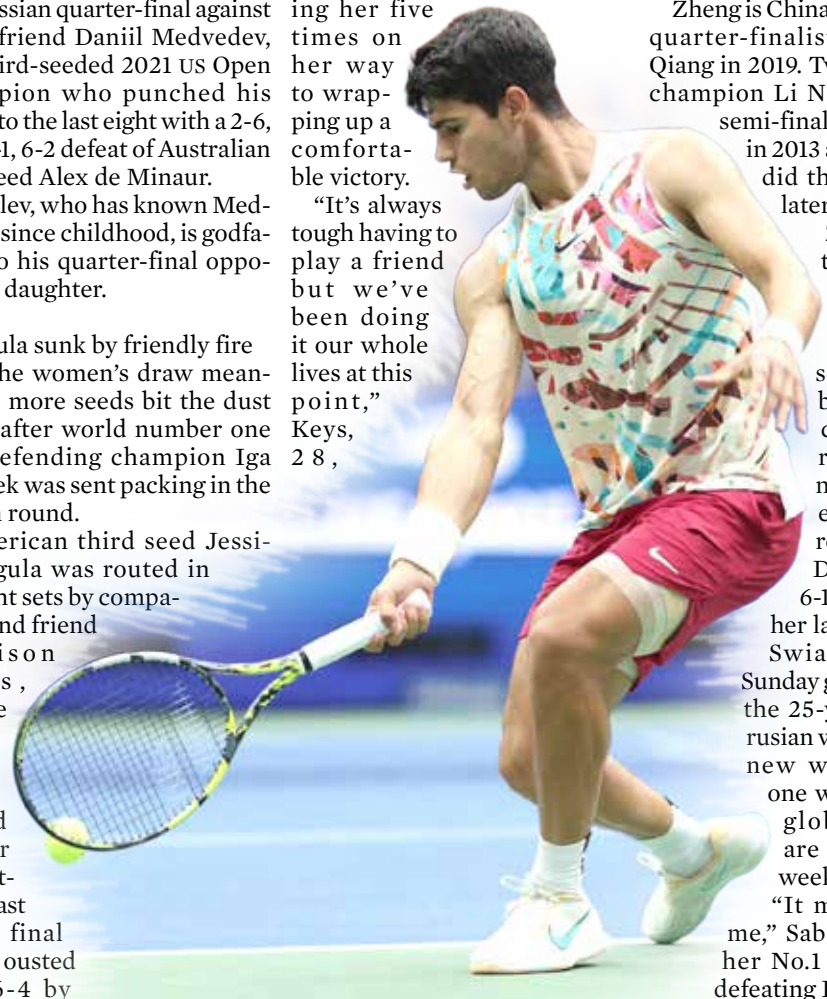 ssian quarter-final against
friend Daniil Medvedev,
ird-seeded 2021 US Open
pion who punched his
to the last eight with a 2-6,
-1, 6-2 defeat of Australian
eed Alex de Minaur.
lev, who has known Med-
since childhood, is godfa-
o his quarter-final oppo-
daughter.
ula sunk by friendly fire
he women's draw mean-
more seeds bit the dust
after world number one
efending champion Iga
ek was sent packing in the
round.
erican third seed Jessi-
gula was routed in
ht sets by compa-
nd friend
ison
s,
e
d
r
t-
ast
final
ousted
6-4 by
ing her five
times on
her way
to wrap-
ping up a
comforta-
ble victory.
“It’s always
tough having to
play a friend
but we’ve
been doing
it our whole
lives at this
point,”
Keys,
28,
Zheng is China
quarter-finalis
Qiang in 2019. Tw
champion Li N
semi-final
in 2013
did th
later
t
s
b
r
n
e
re
D
6-1
her la
Swia
Sunday
the 25-y
rusian
new w
one w
glob
are
week
“It m
me,” Sab
her No.1
defeating